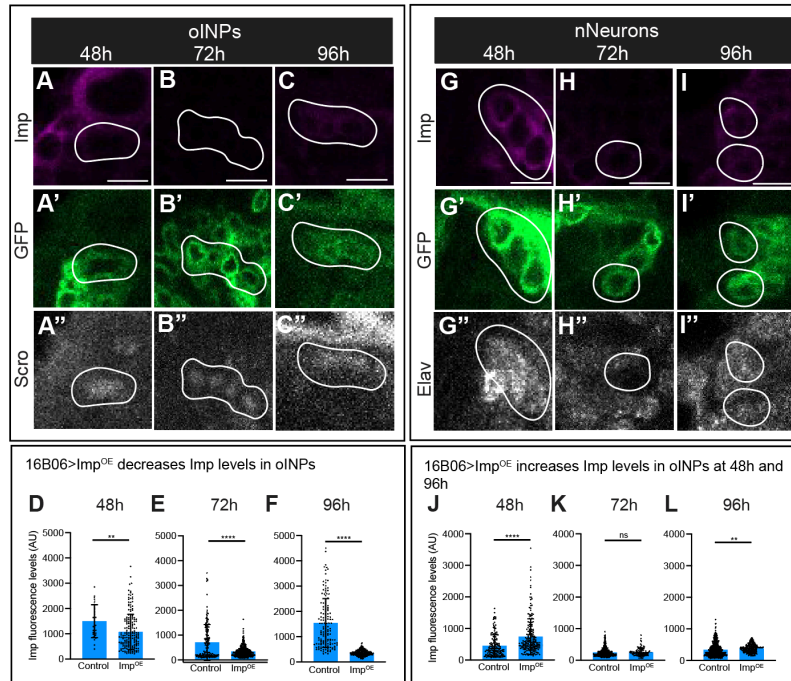 oINPs
48h 72h 96h
Imp
A B C
GFP
A' B' C'
Scro
A'' B'' C''
nNeurons
48h 72h 96h
Imp
G H I
GFP
G' H' I'
Elav
G'' H'' I''
16B06>Imp^OE decreases Imp levels in oINPs
D 48h E 72h F 96h
Imp fluorescence levels (AU)
5000
4000
3000
2000
1000
0
**
Control Imp^OE
5000
4000
3000
2000
1000
0
****
Control Imp^OE
5000
4000
3000
2000
1000
0
****
Control Imp^OE
16B06>Imp^OE increases Imp levels in oINPs at 48h and
96h
J 48h K 72h L 96h
Imp fluorescence levels (AU)
4000
3000
2000
1000
0
****
Control Imp^OE
4000
3000
2000
1000
0
ns
Control Imp^OE
4000
3000
2000
1000
0
**
Control Imp^OE